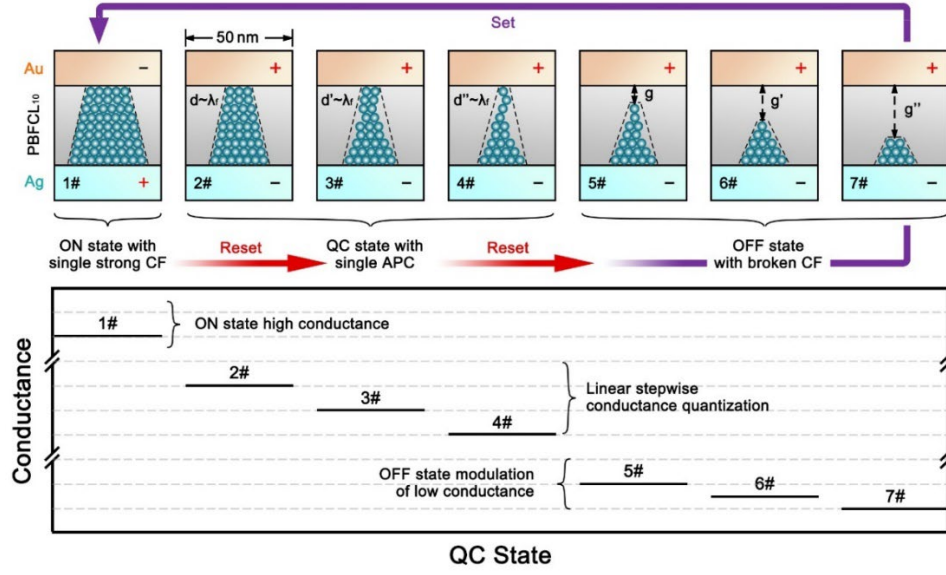 Set
50 nm
Au
PBFCL₁₀
Ag
−
+
1#
+
d~λf
2#
−
+
d'~λf
3#
−
+
d''~λf
4#
−
+
g
5#
−
+
g'
6#
−
+
g''
7#
−
ON state with
single strong CF
Reset
QC state with
single APC
Reset
OFF state
with broken CF
Conductance
1#
ON state high conductance
2#
3#
4#
Linear stepwise
conductance quantization
OFF state modulation
of low conductance
5#
6#
7#
QC State